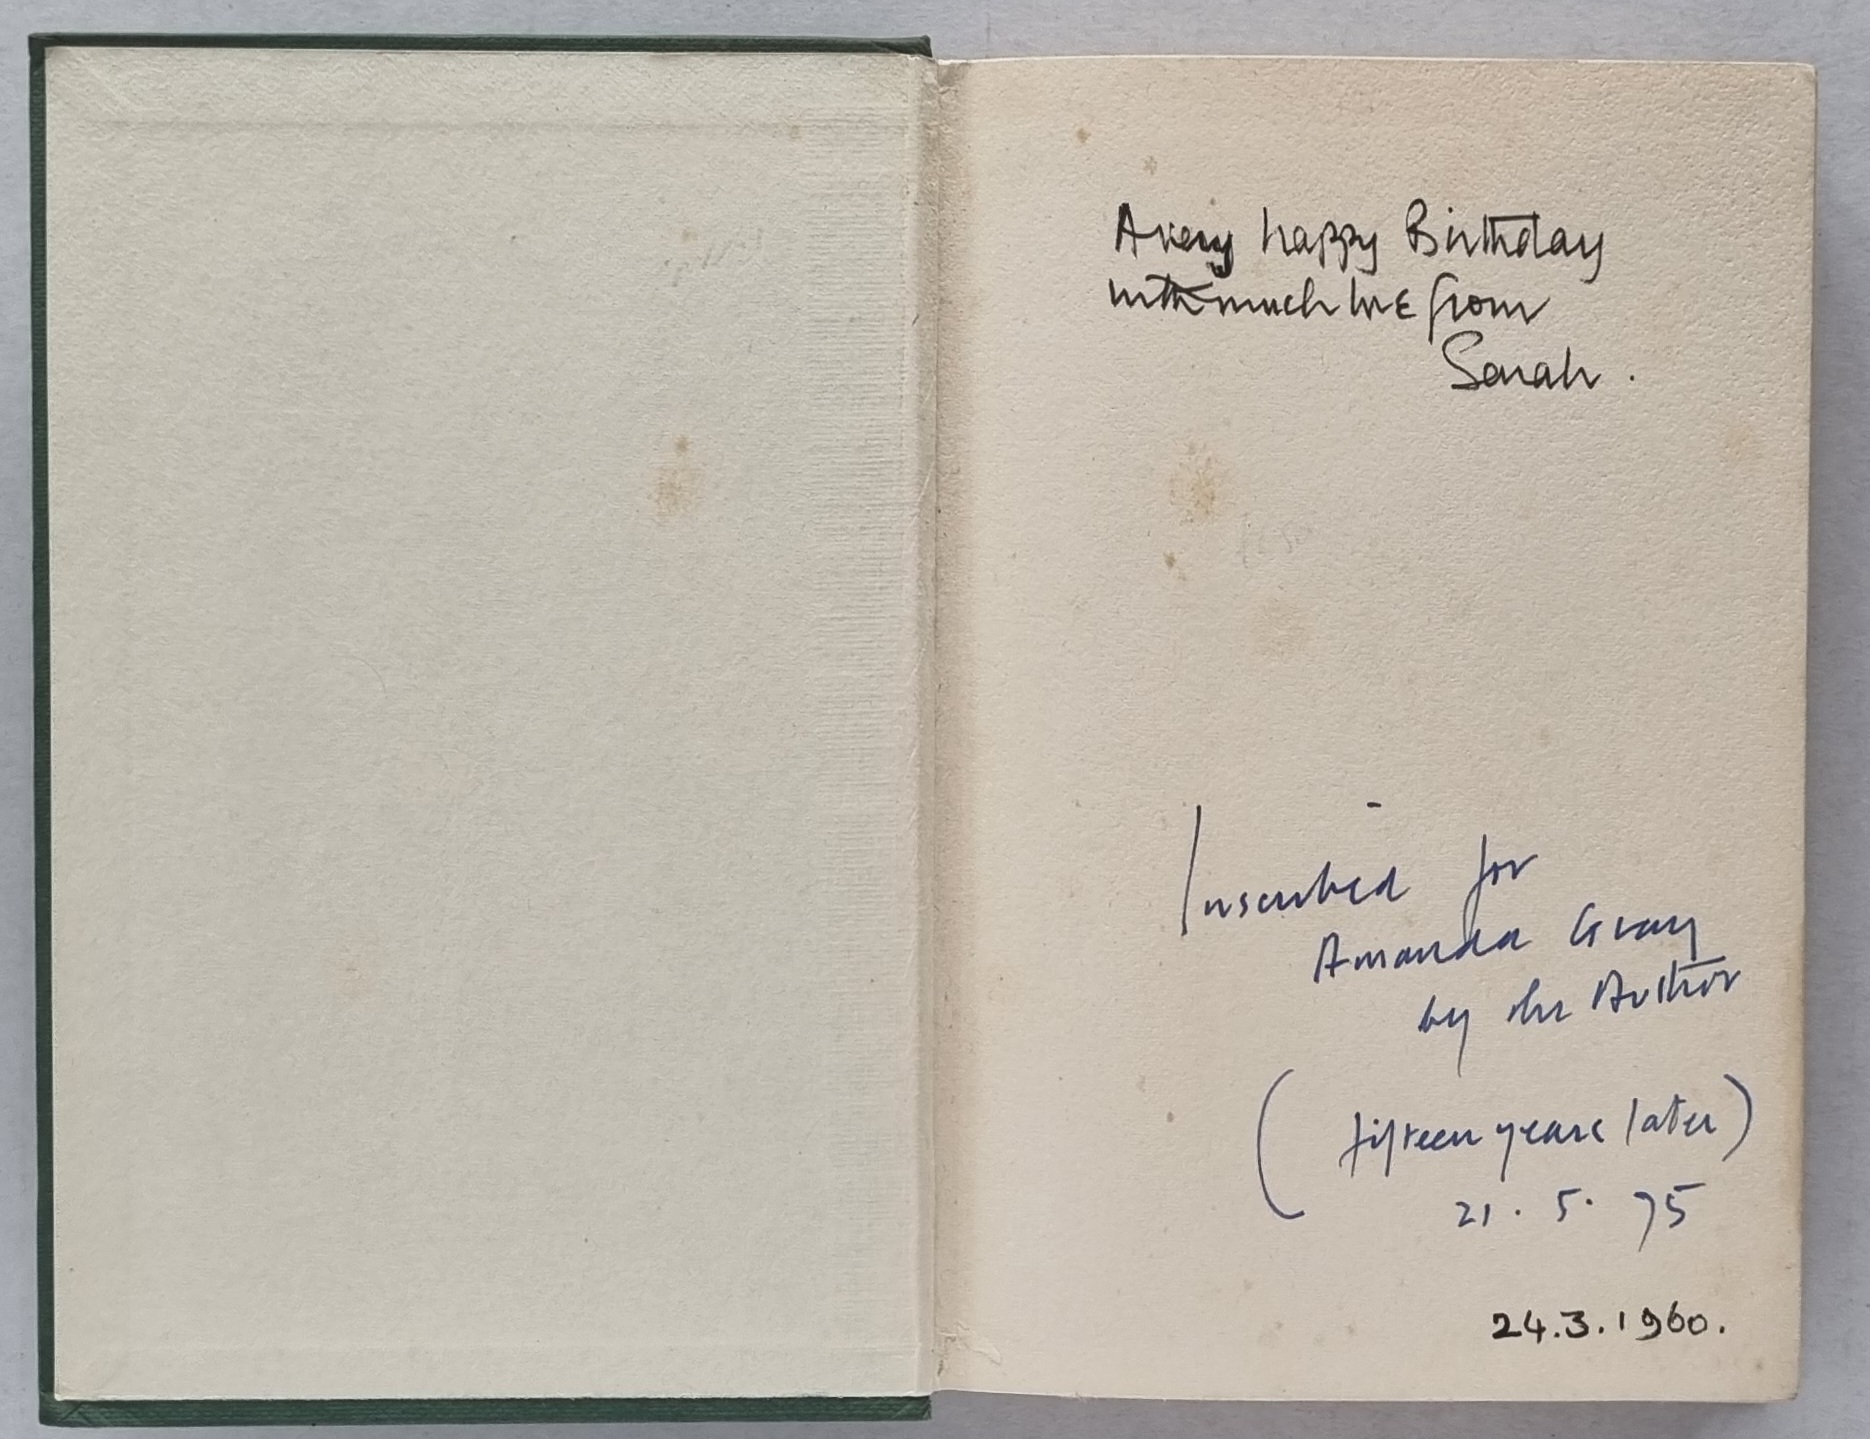 A very happy Birthday
with much love from
Sarah.
Inscribed for
Amanda Gray
by the Author
(fifteen years later)
21. 5. 75
24.3.1960.